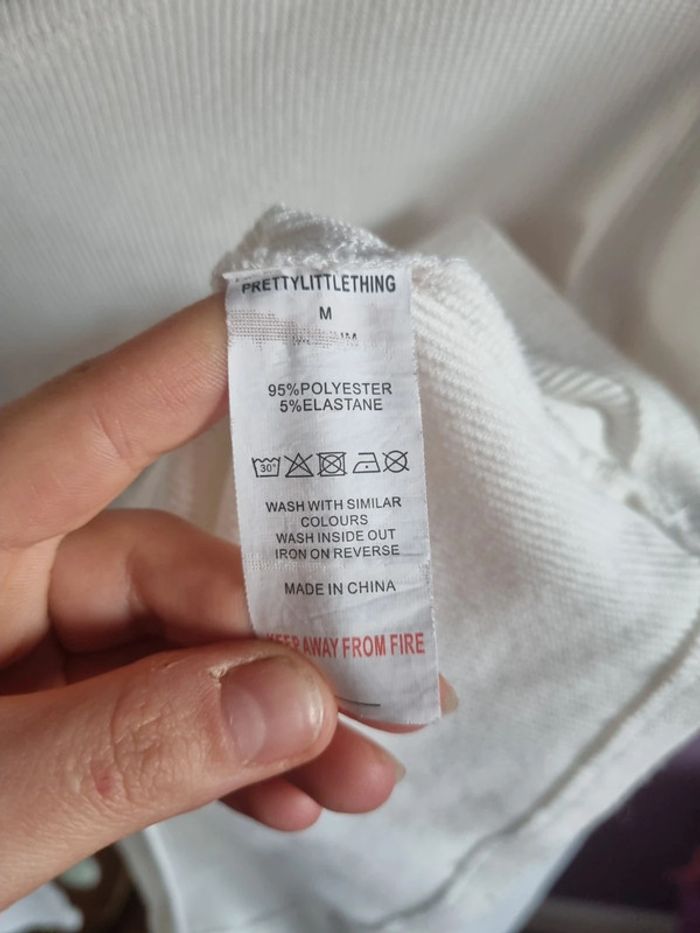 PRETTYLITTLETHING
M
95%POLYESTER
5%ELASTANE
30°
WASH WITH SIMILAR
COLOURS
WASH INSIDE OUT
IRON ON REVERSE
MADE IN CHINA
KEEP AWAY FROM FIRE